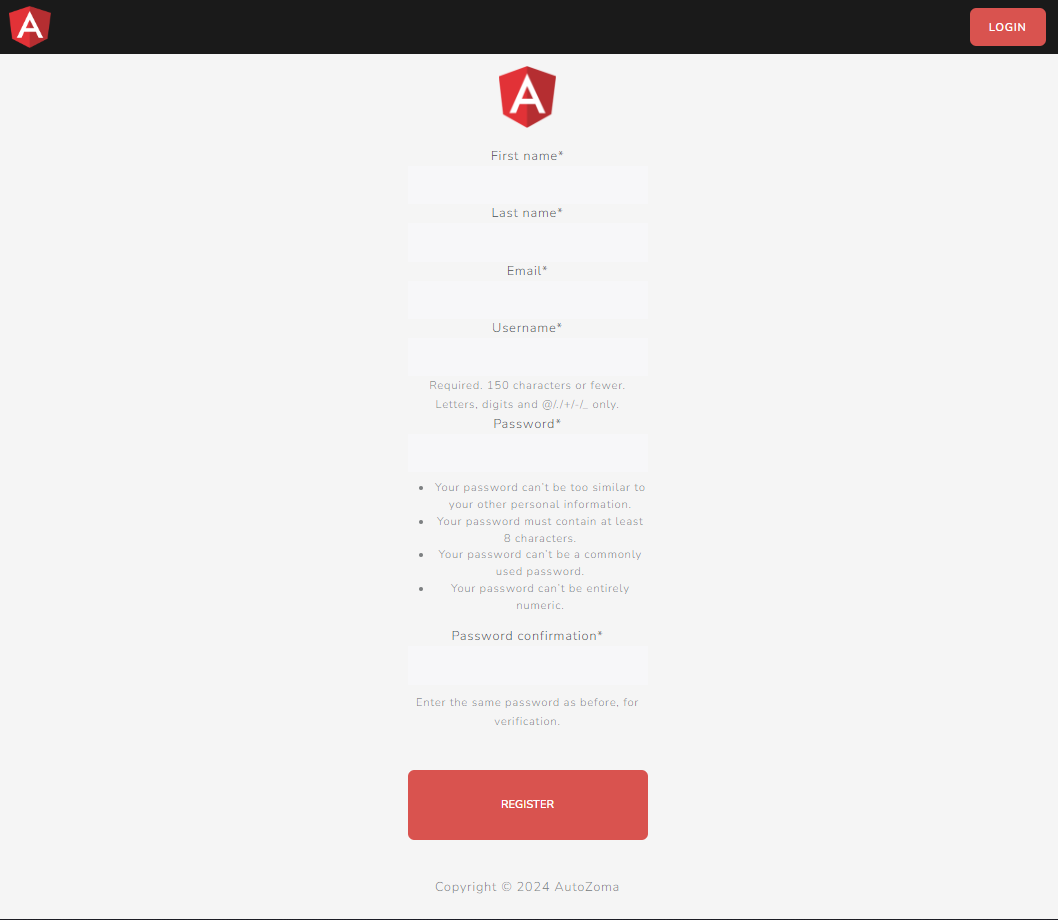 A
LOGIN
A
First name*
Last name*
Email*
Username*
Required. 150 characters or fewer.
Letters, digits and @/./+/-/_ only.
Password*
• Your password can't be too similar to
your other personal information.
• Your password must contain at least
8 characters.
• Your password can't be a commonly
used password.
• Your password can't be entirely
numeric.
Password confirmation*
Enter the same password as before, for
verification.
REGISTER
Copyright © 2024 AutoZoma